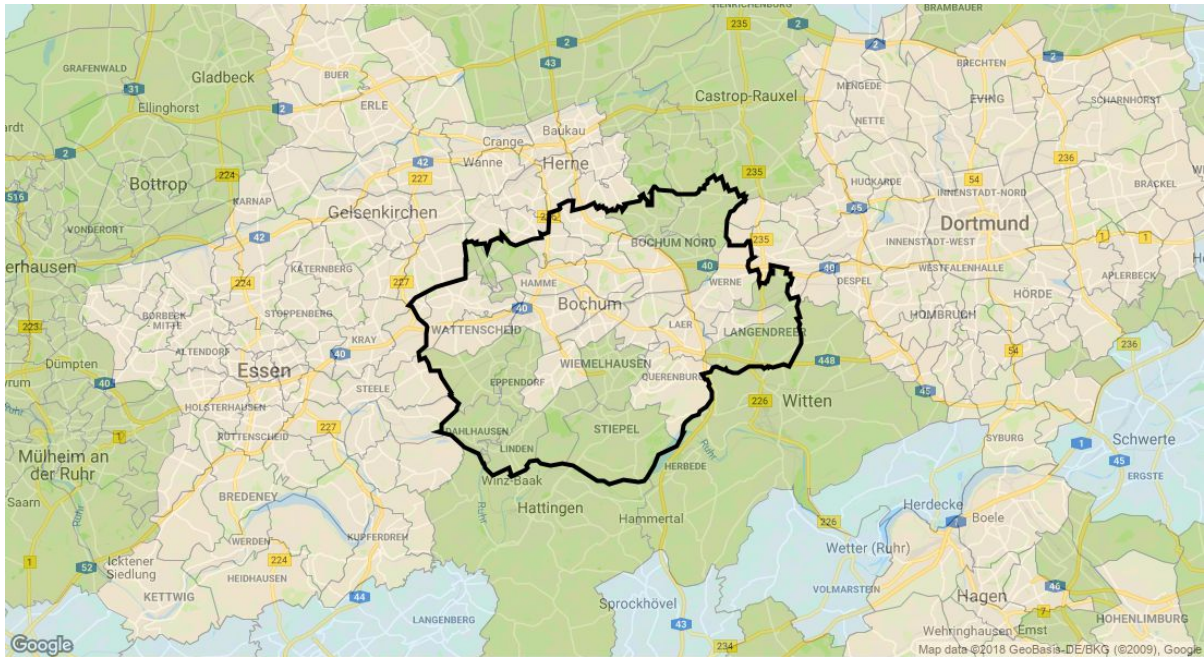 HENRICHENBURG
BRAMBAUER
235
2
2
GRAFENWALD
43
BUER
BRECHTEN
Gladbeck
31
Castrop-Rauxel
MENGEDE
EVING
SCHARNHORST
Ellinghorst
ERLE
2
NETTE
Baukau
Crange
2
42
Wanne
Herne
236
Bottrop
224
227
235
54
HUCKARDE
INNENSTADT-NORD
BRACKEL
516
KARNAP
45
Gelsenkirchen
Dortmund
VONDERORT
42
235
INNENSTADT-WEST
1
1
BOCHUM NORD
erhausen
KATERNBERG
40
40
WESTFALENHALLE
227
HAMME
WERNE
DESPEL
APLERBECK
224
Bochum
HÖRDE
223
BORBECK
MITTE
STOPPENBERG
40
HOMBRUCH
WATTENSCHEID
LAER
LANGENDREER
ALTENDORF
KRAY
54
236
Dümpten
40
WIEMELHAUSEN
448
40
Essen
STEELE
EPPENDORF
QUERENBURG
45
HOLSTERHAUSEN
226
Witten
227
STIEPEL
RÜTTENSCHEID
DAHLHAUSEN
SYBURG
1
Schwerte
1
LINDEN
45
Mülheim an
der Ruhr
HERBEDE
ERGSTE
Winz-Baak
Ruhr
Saarn
BREDENEY
Ruhr
Hattingen
Herdecke
Boele
Ruhr
Hammertal
226
WERDEN
KUPFERDREH
Wetter (Ruhr)
1
Icktener
Siedlung
224
52
HEIDHAUSEN
VOLMARSTEIN
46
KETTWIG
44
Sprockhövel
Hagen
7
LANGENBERG
43
HOHENLIMBURG
Wehringhausen
Emst
234
Google
Map data ©2018 GeoBasis-DE/BKG (©2009), Google